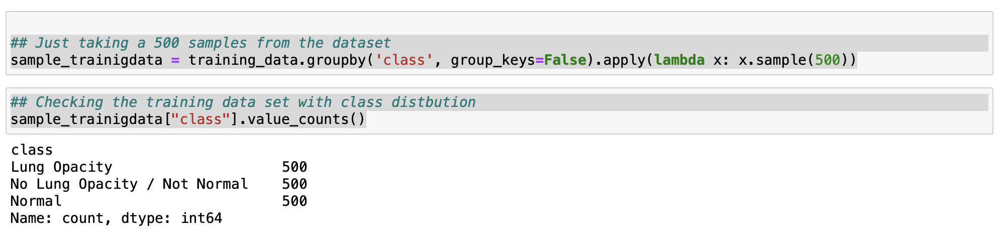 ## Just taking a 500 samples from the dataset
sample_trainigdata = training_data.groupby('class', group_keys=False).apply(lambda x: x.sample(500))
## Checking the training data set with class distbution
sample_trainigdata["class"].value_counts()
class
Lung Opacity                    500
No Lung Opacity / Not Normal    500
Normal                          500
Name: count, dtype: int64